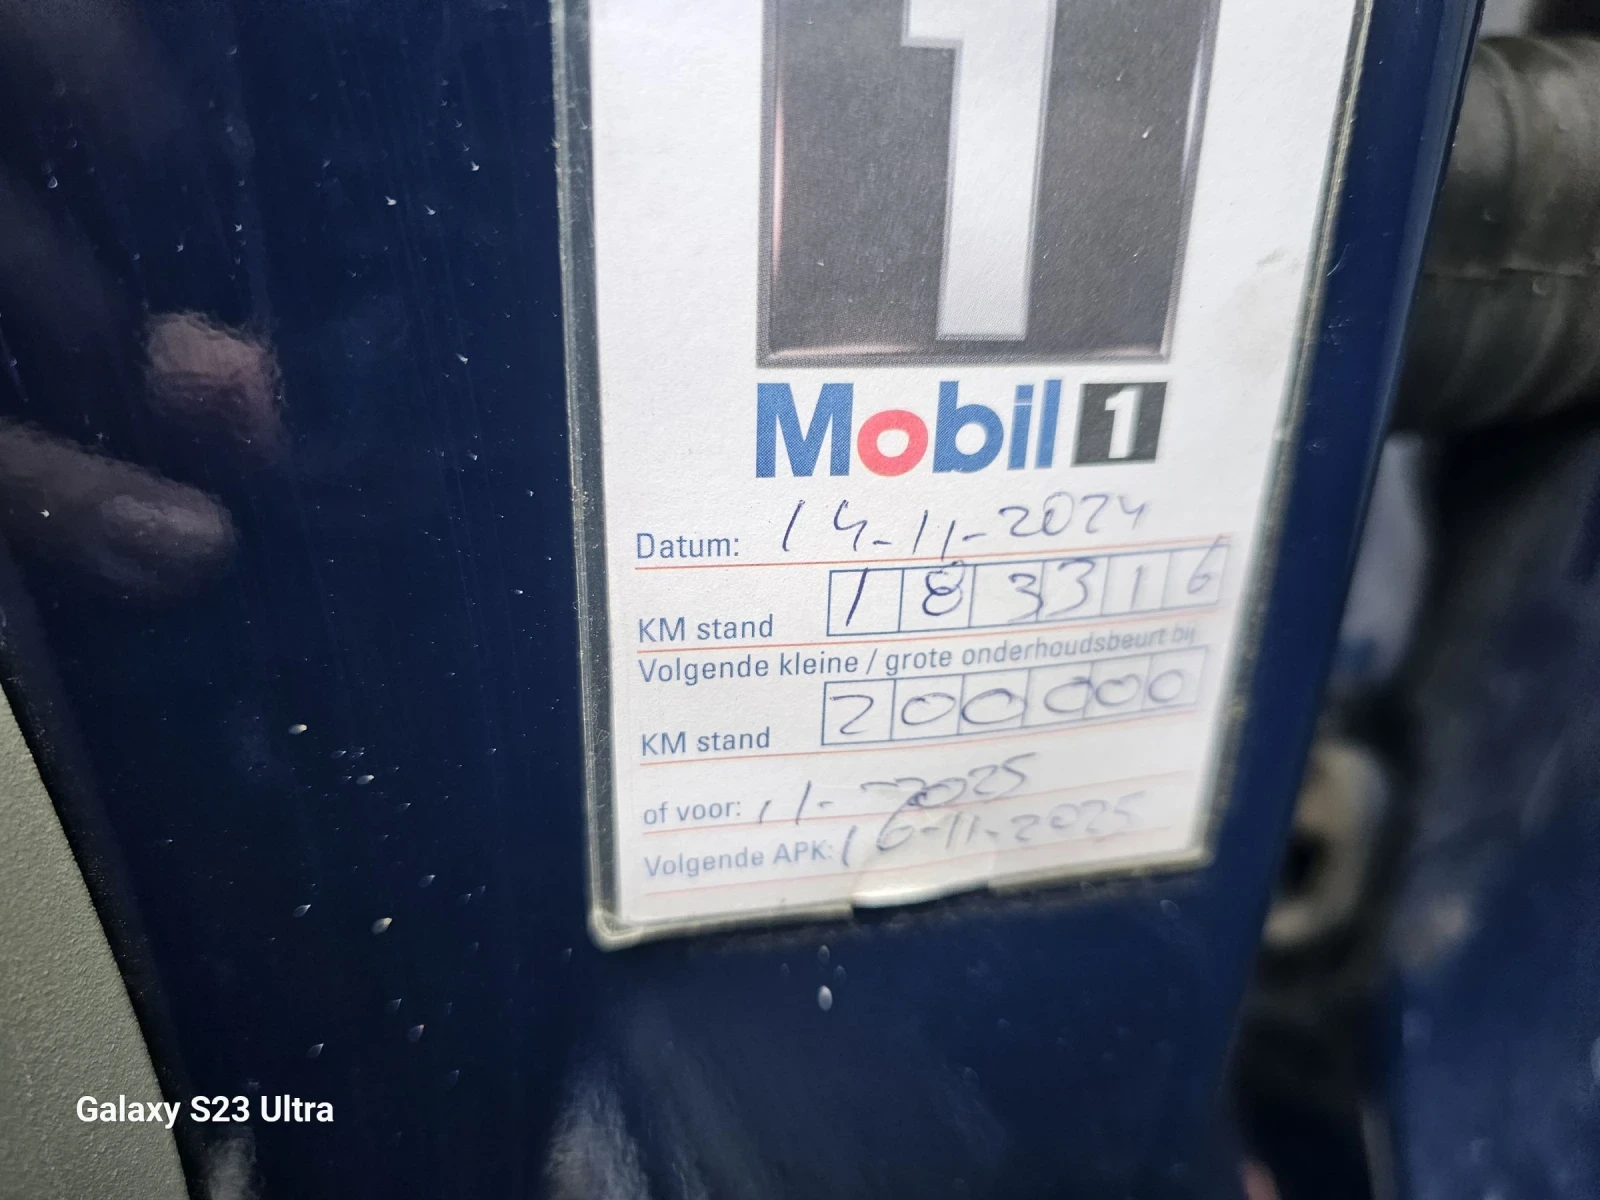 1
Mobil 1
Datum: 14-11-2024
KM stand 183316
Volgende kleine / grote onderhoudsbeurt bij
KM stand 200000
of voor: 11-2025
Volgende APK: 16-11-2025
Galaxy S23 Ultra